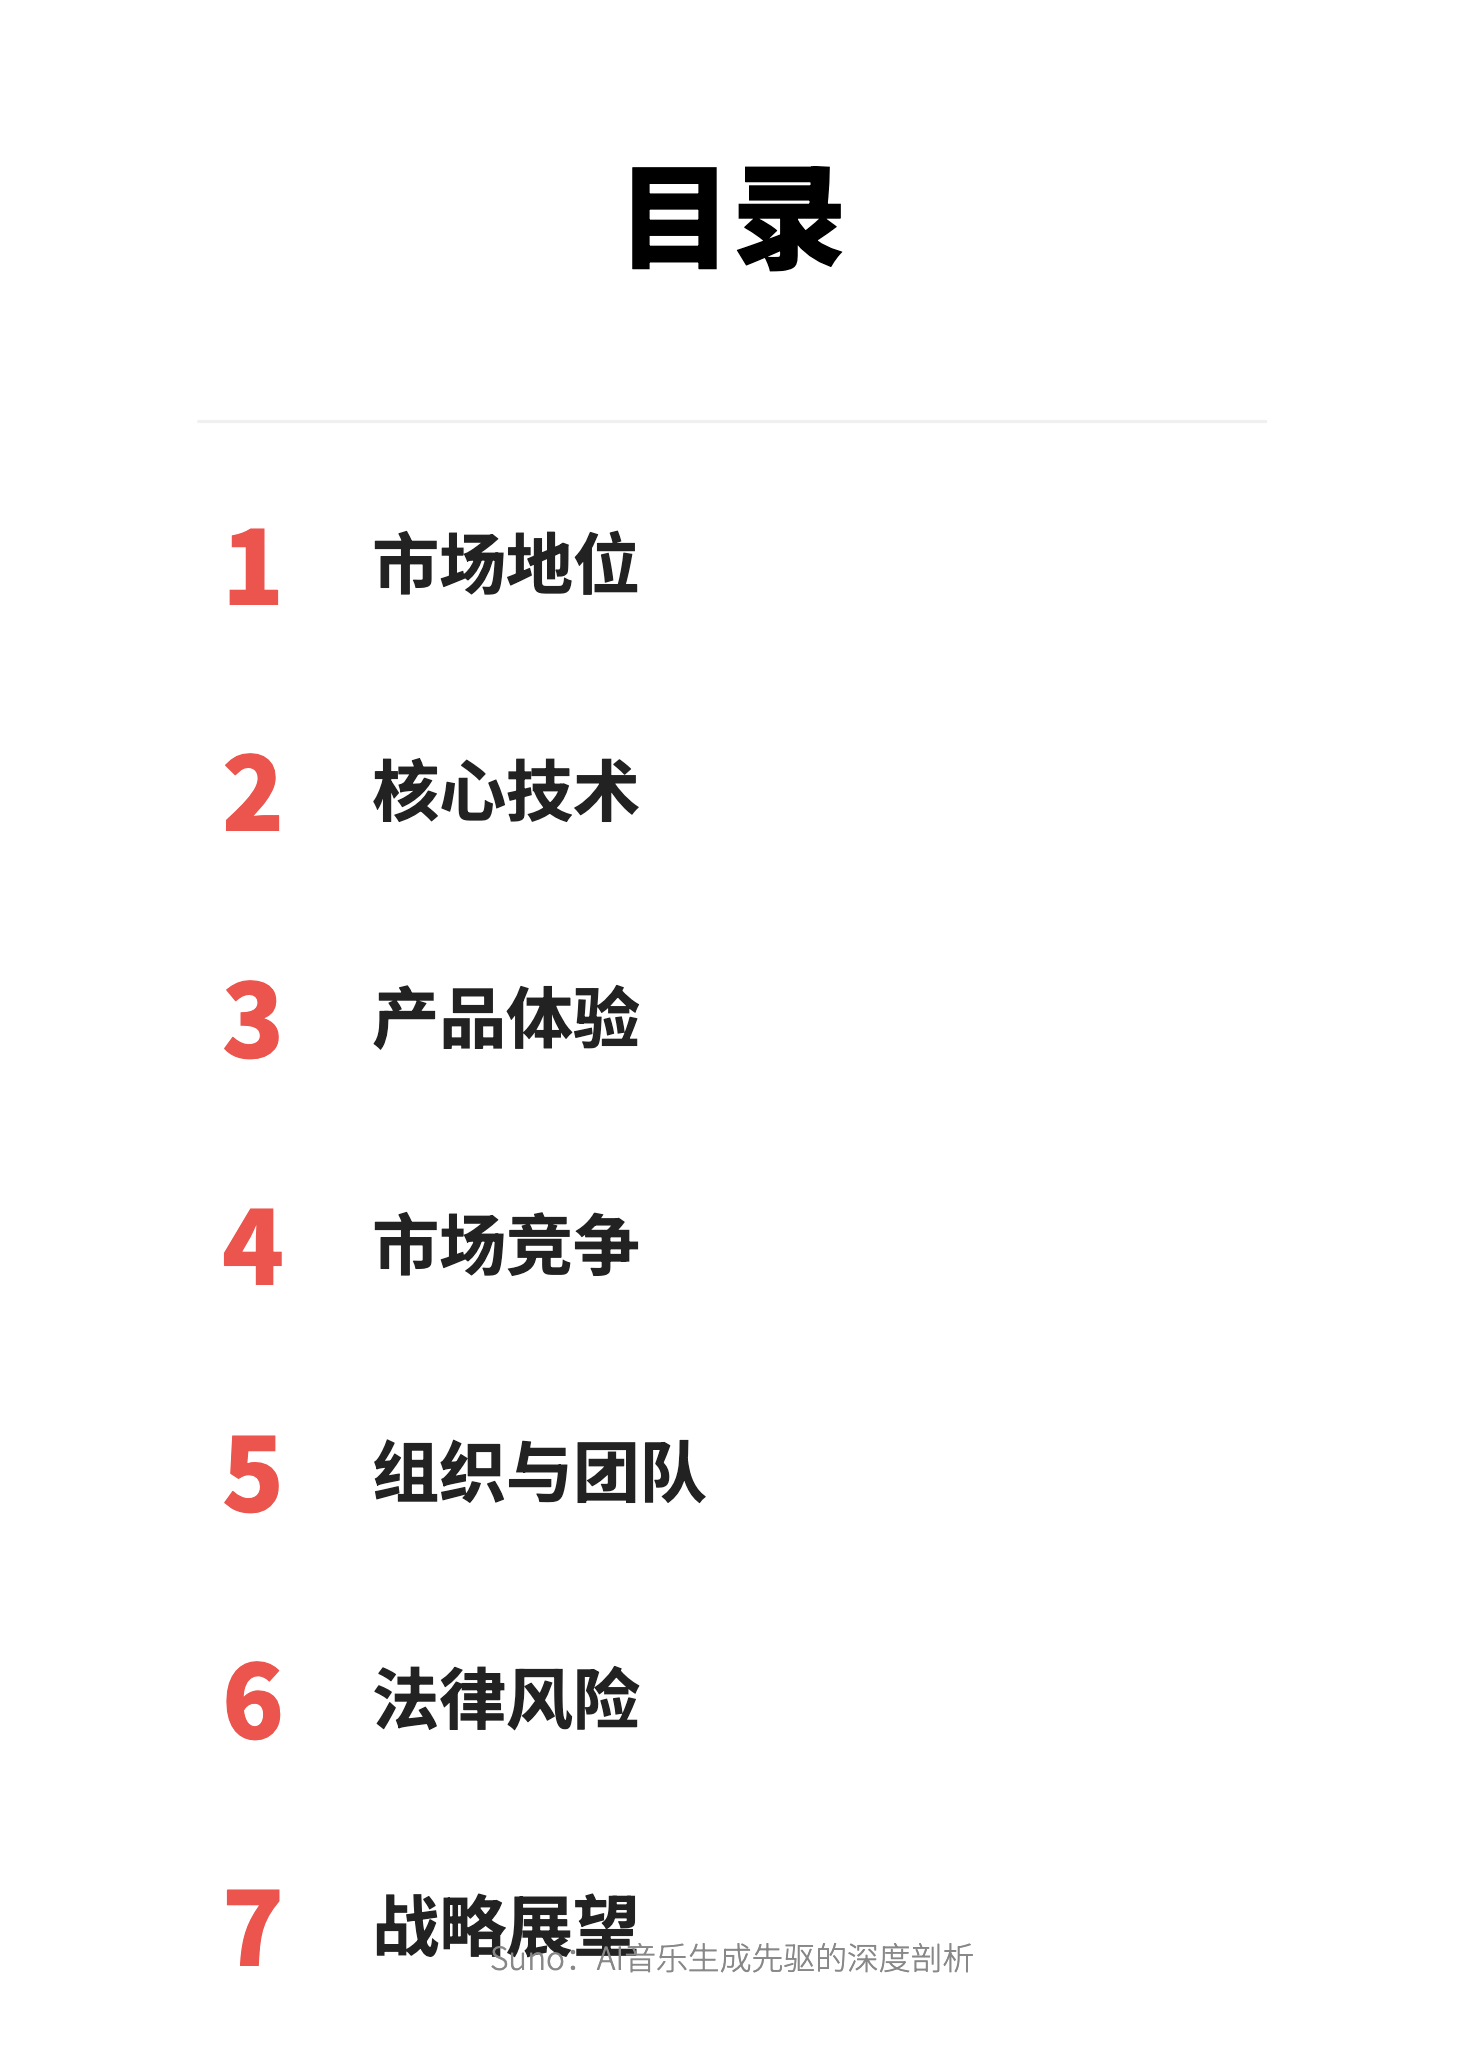 目录
1 市场地位
2 核心技术
3 产品体验
4 市场竞争
5 组织与团队
6 法律风险
7 战略展望
Suno：AI音乐生成先驱的深度剖析